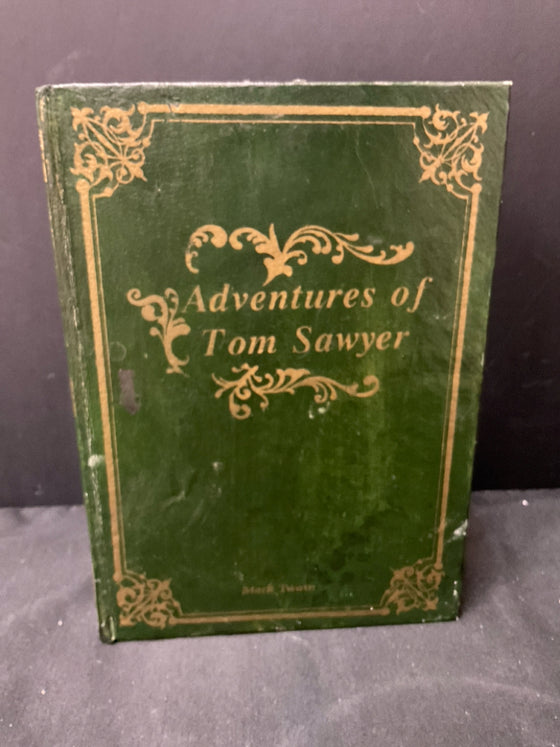 Adventures of
Tom Sawyer
Mark Twain